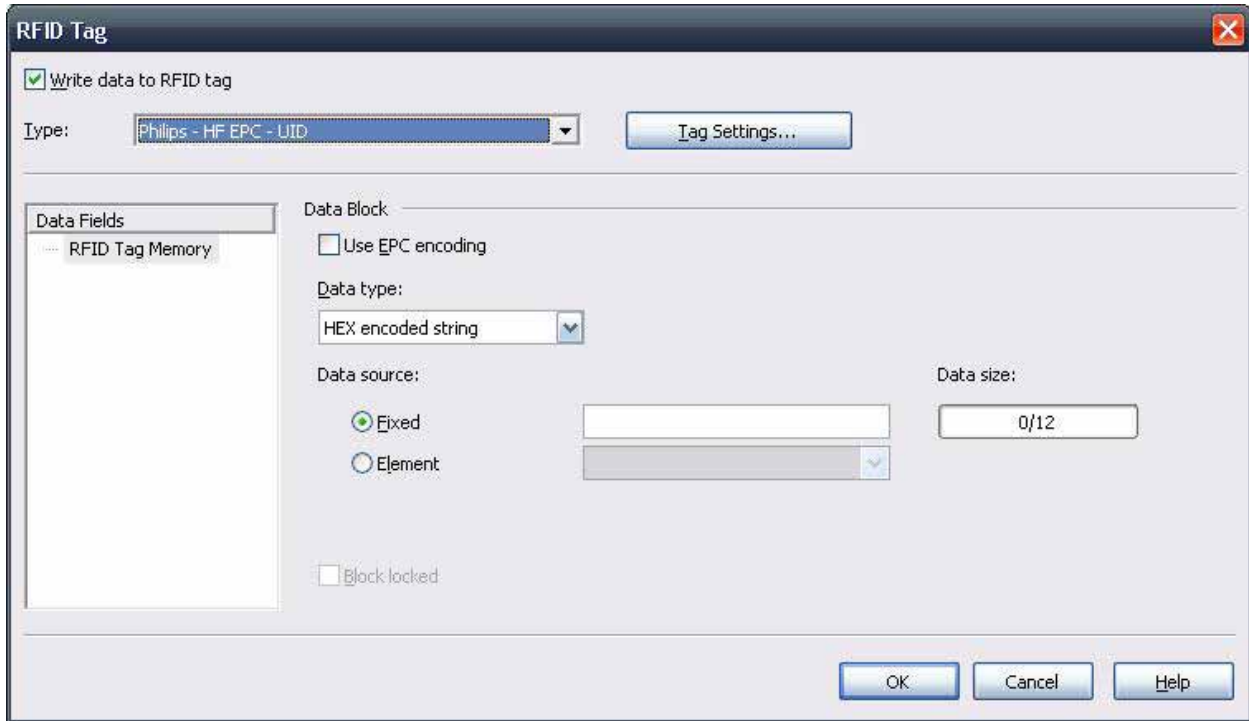 RFID Tag
Write data to RFID tag
Type: Philips - HF EPC - UID Tag Settings...
Data Fields
RFID Tag Memory
Data Block
Use EPC encoding
Data type:
HEX encoded string
Data source: Data size:
Fixed 0/12
Element
Block locked
OK Cancel Help